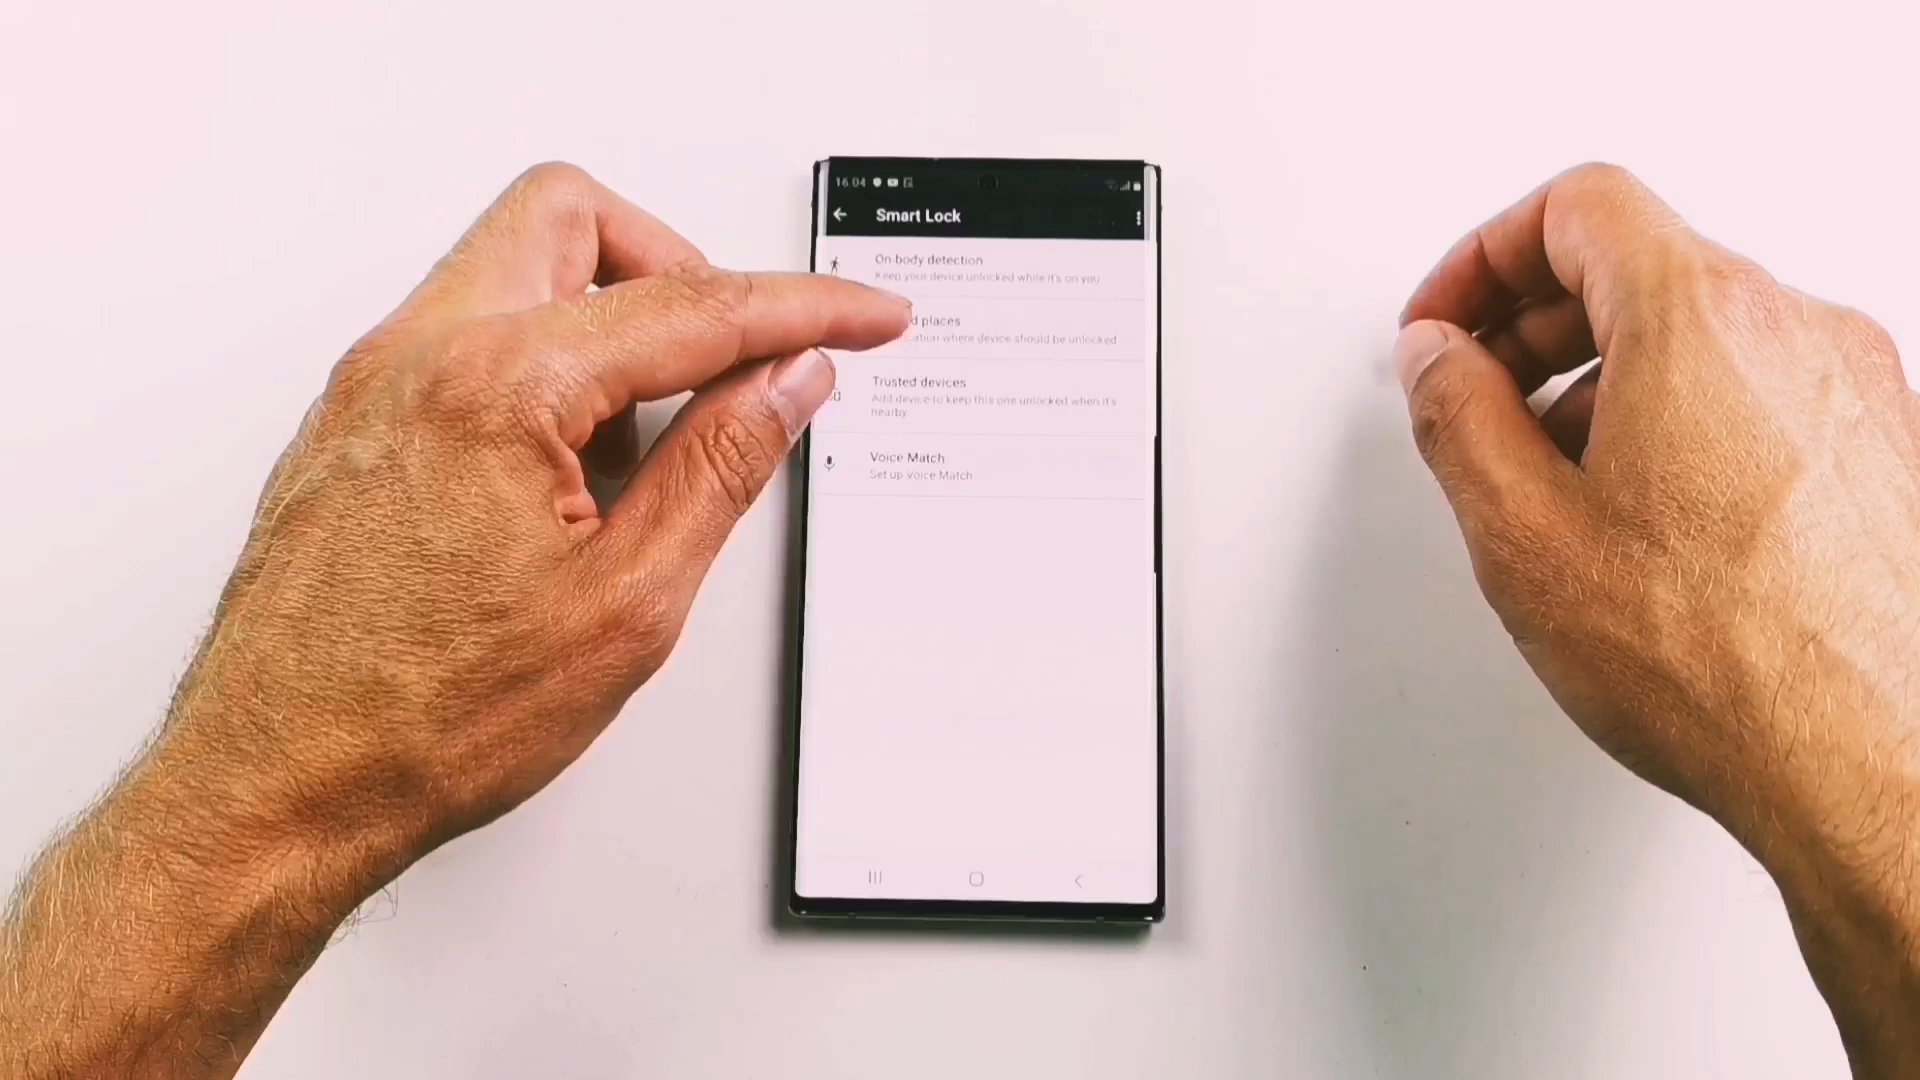 16.04
Smart Lock
On-body detection
Keep your device unlocked while it's on you
places
where device should be unlocked
Trusted devices
Add device to keep this one unlocked when it's
nearby
Voice Match
Set up Voice Match